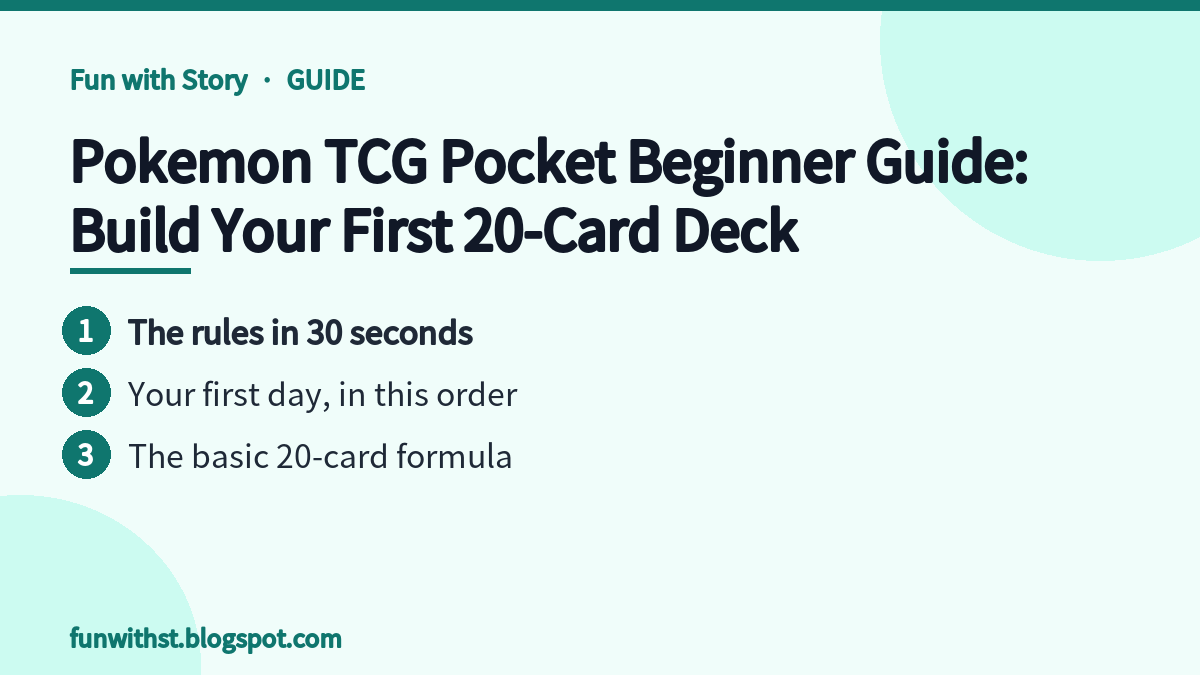 Fun with Story · GUIDE
Pokemon TCG Pocket Beginner Guide:
Build Your First 20-Card Deck
1 The rules in 30 seconds
2 Your first day, in this order
3 The basic 20-card formula
funwithst.blogspot.com